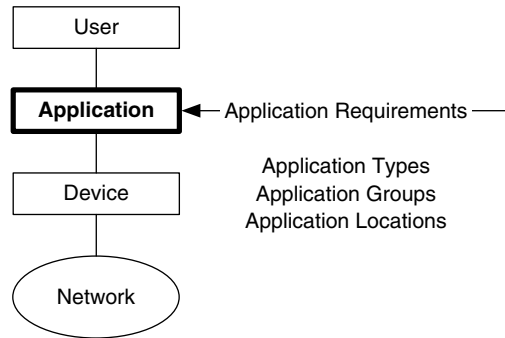 User
Application
Application Requirements
Application Types
Application Groups
Application Locations
Device
Network